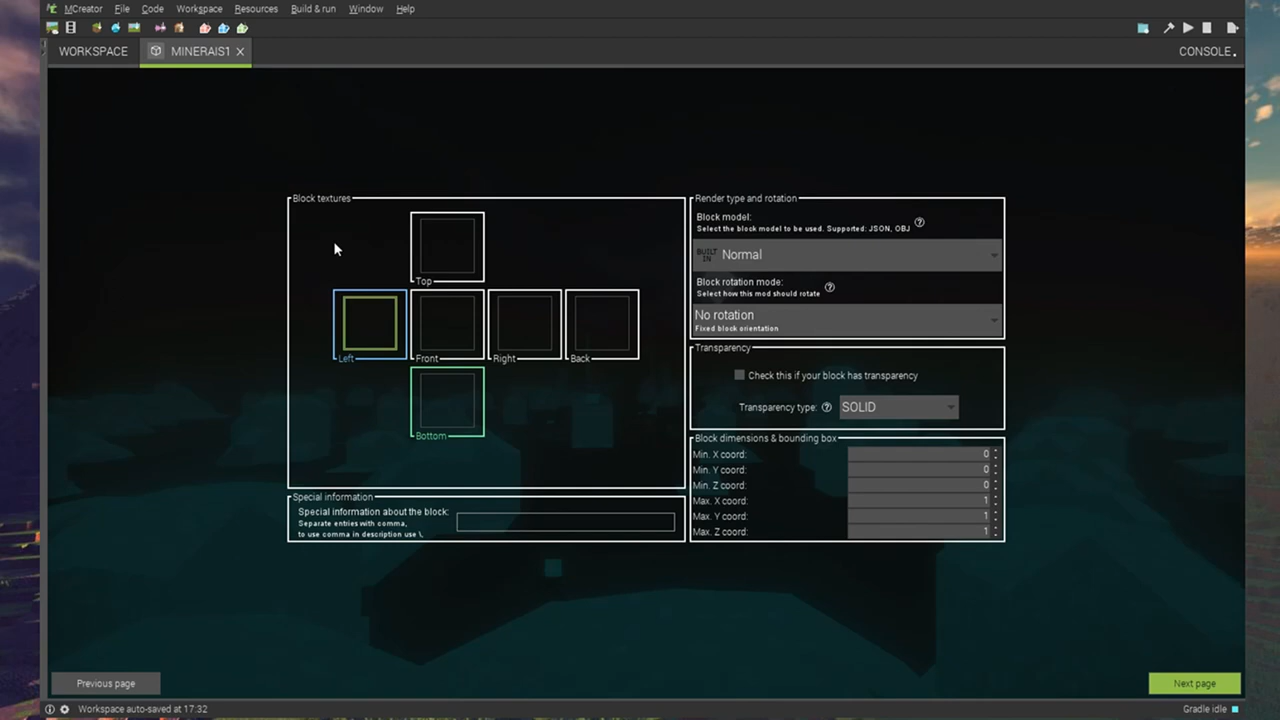 MCreator File Code Workspace Resources Build & run Window Help
WORKSPACE MINERAIS1 CONSOLE
Block textures
Top
Left Front Right Back
Bottom
Special information
Special information about the block:
Separate entries with comma,
to use comma in description use \,
Render type and rotation
Block model:
Select the block model to be used. Supported: JSON, OBJ
BUILT
IN
Normal
Block rotation mode:
Select how this mod should rotate
No rotation
Fixed block orientation
Transparency
Check this if your block has transparency
Transparency type: SOLID
Block dimensions & bounding box
Min. X coord: 0
Min. Y coord: 0
Min. Z coord: 0
Max. X coord: 1
Max. Y coord: 1
Max. Z coord: 1
Previous page Next page
Workspace auto-saved at 17:32 Gradle idle